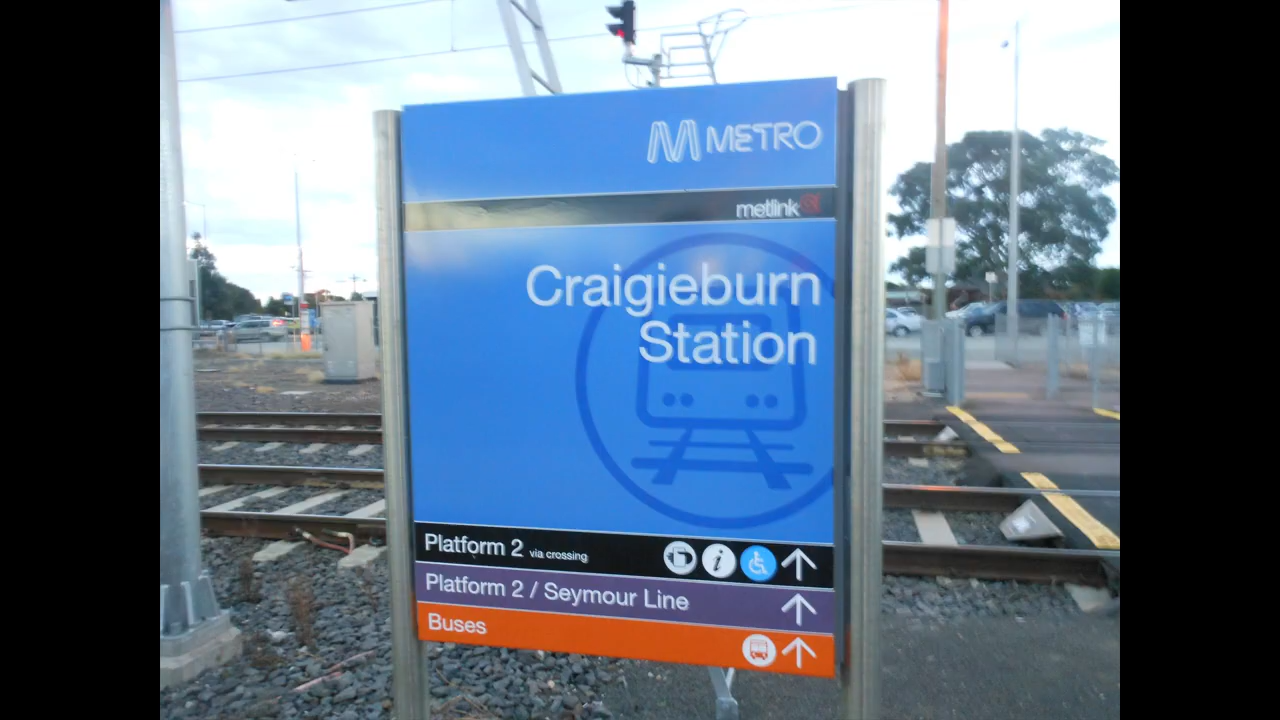 METRO
metlink
Craigieburn
Station
Platform 2 via crossing
i
Platform 2 / Seymour Line
Buses